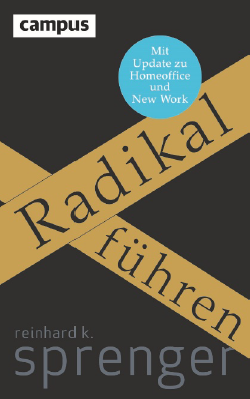 campus
Mit
Update zu
Homeoffice
und
New Work
Radikal
führen
reinhard k.
sprenger